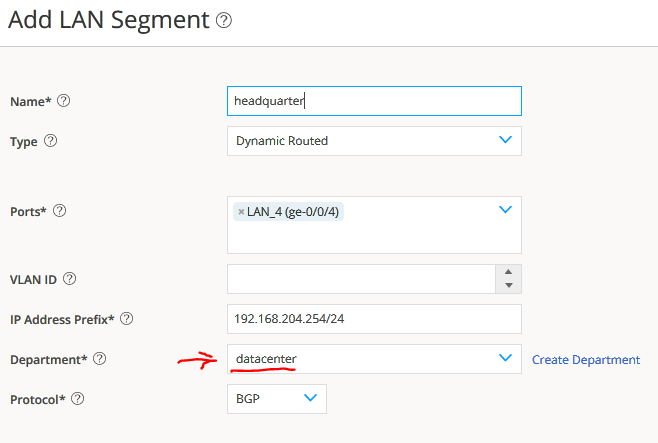 Add LAN Segment ?
Name* ? headquarter
Type ? Dynamic Routed
Ports* ? × LAN_4 (ge-0/0/4)
VLAN ID ?
IP Address Prefix* ? 192.168.204.254/24
Department* ? datacenter Create Department
Protocol* ? BGP